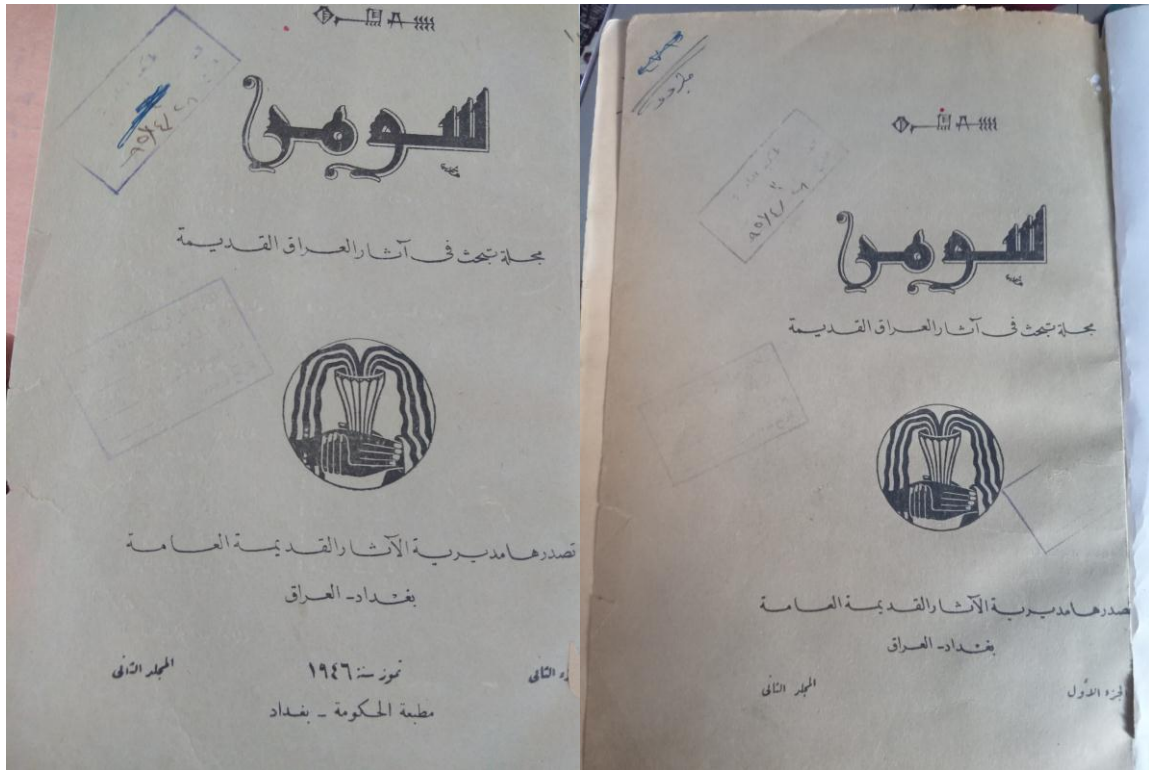 سومر
مجلة تبحث في آثار العراق القديمة
تصدرها مديرية الآثار القديمة العامة
بغداد - العراق
الثاني
تموز سنة ١٩٤٦
المجلد الثاني
مطبعة الحكومة - بغداد
سومر
مجلة تبحث في آثار العراق القديمة
تصدرها مديرية الآثار القديمة العامة
بغداد - العراق
الجزء الأول
المجلد الثاني